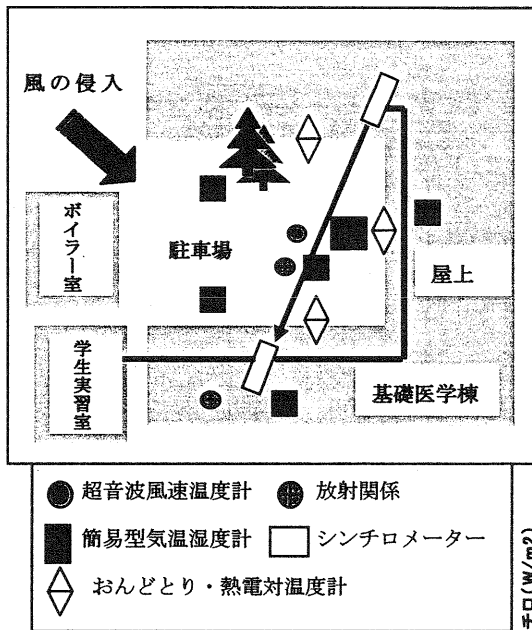 風の侵入
ボイラー室
駐車場
屋上
学生実習室
基礎医学棟
超音波風速温度計
放射関係
簡易型気温湿度計
シンチロメーター
おんどとり・熱電対温度計
チロ(W/m2)